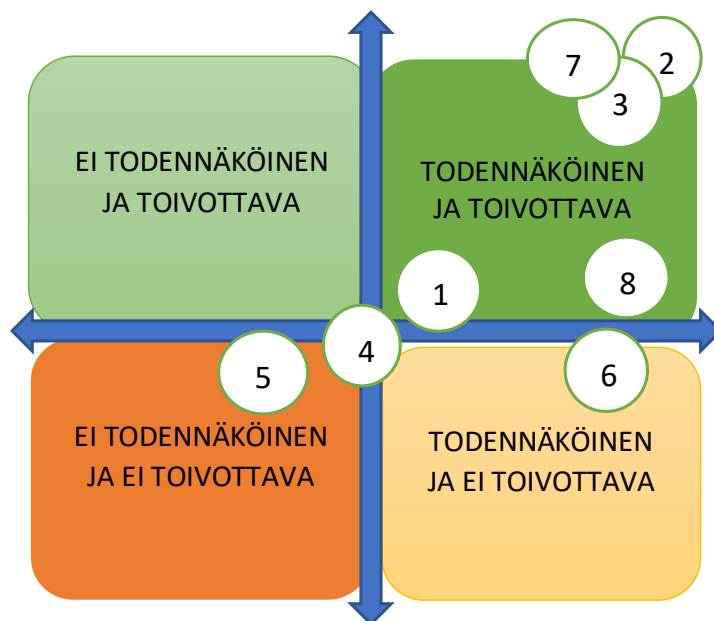 7
2
3
EI TODENNÄKÖINEN
JA TOIVOTTAVA
TODENNÄKÖINEN
JA TOIVOTTAVA
1
8
4
5
6
EI TODENNÄKÖINEN
JA EI TOIVOTTAVA
TODENNÄKÖINEN
JA EI TOIVOTTAVA